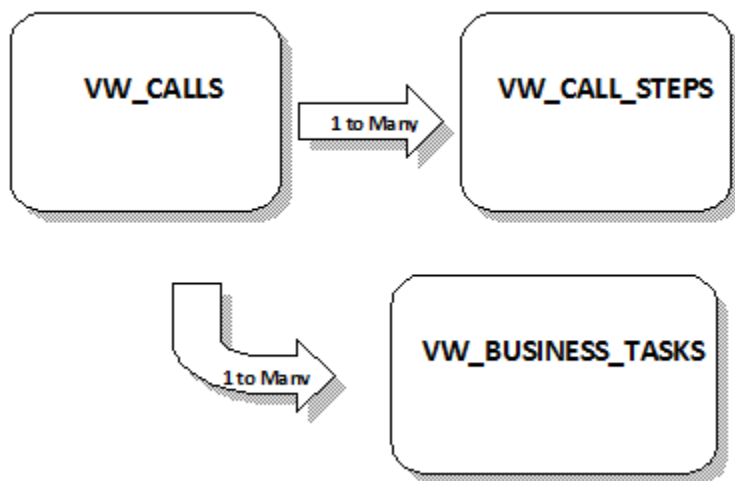 VW_CALLS
1 to Many
VW_CALL_STEPS
1 to Many
VW_BUSINESS_TASKS